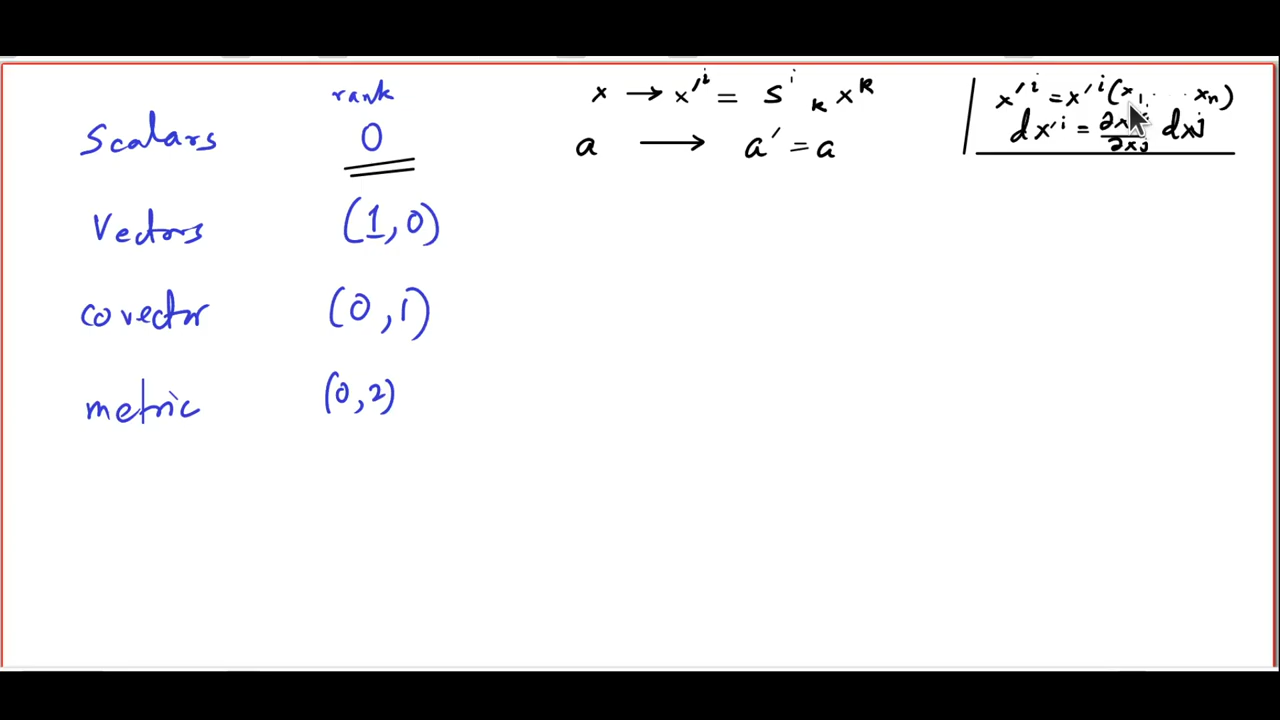 rank
Scalars 0
Vectors (1,0)
covector (0,1)
metric (0,2)
x → x'^i = S^i_k x^k
a → a' = a
x'^i = x'^i(x_1 ... x_n)
dx'^i = ∂x'^i/∂x^j dx^j